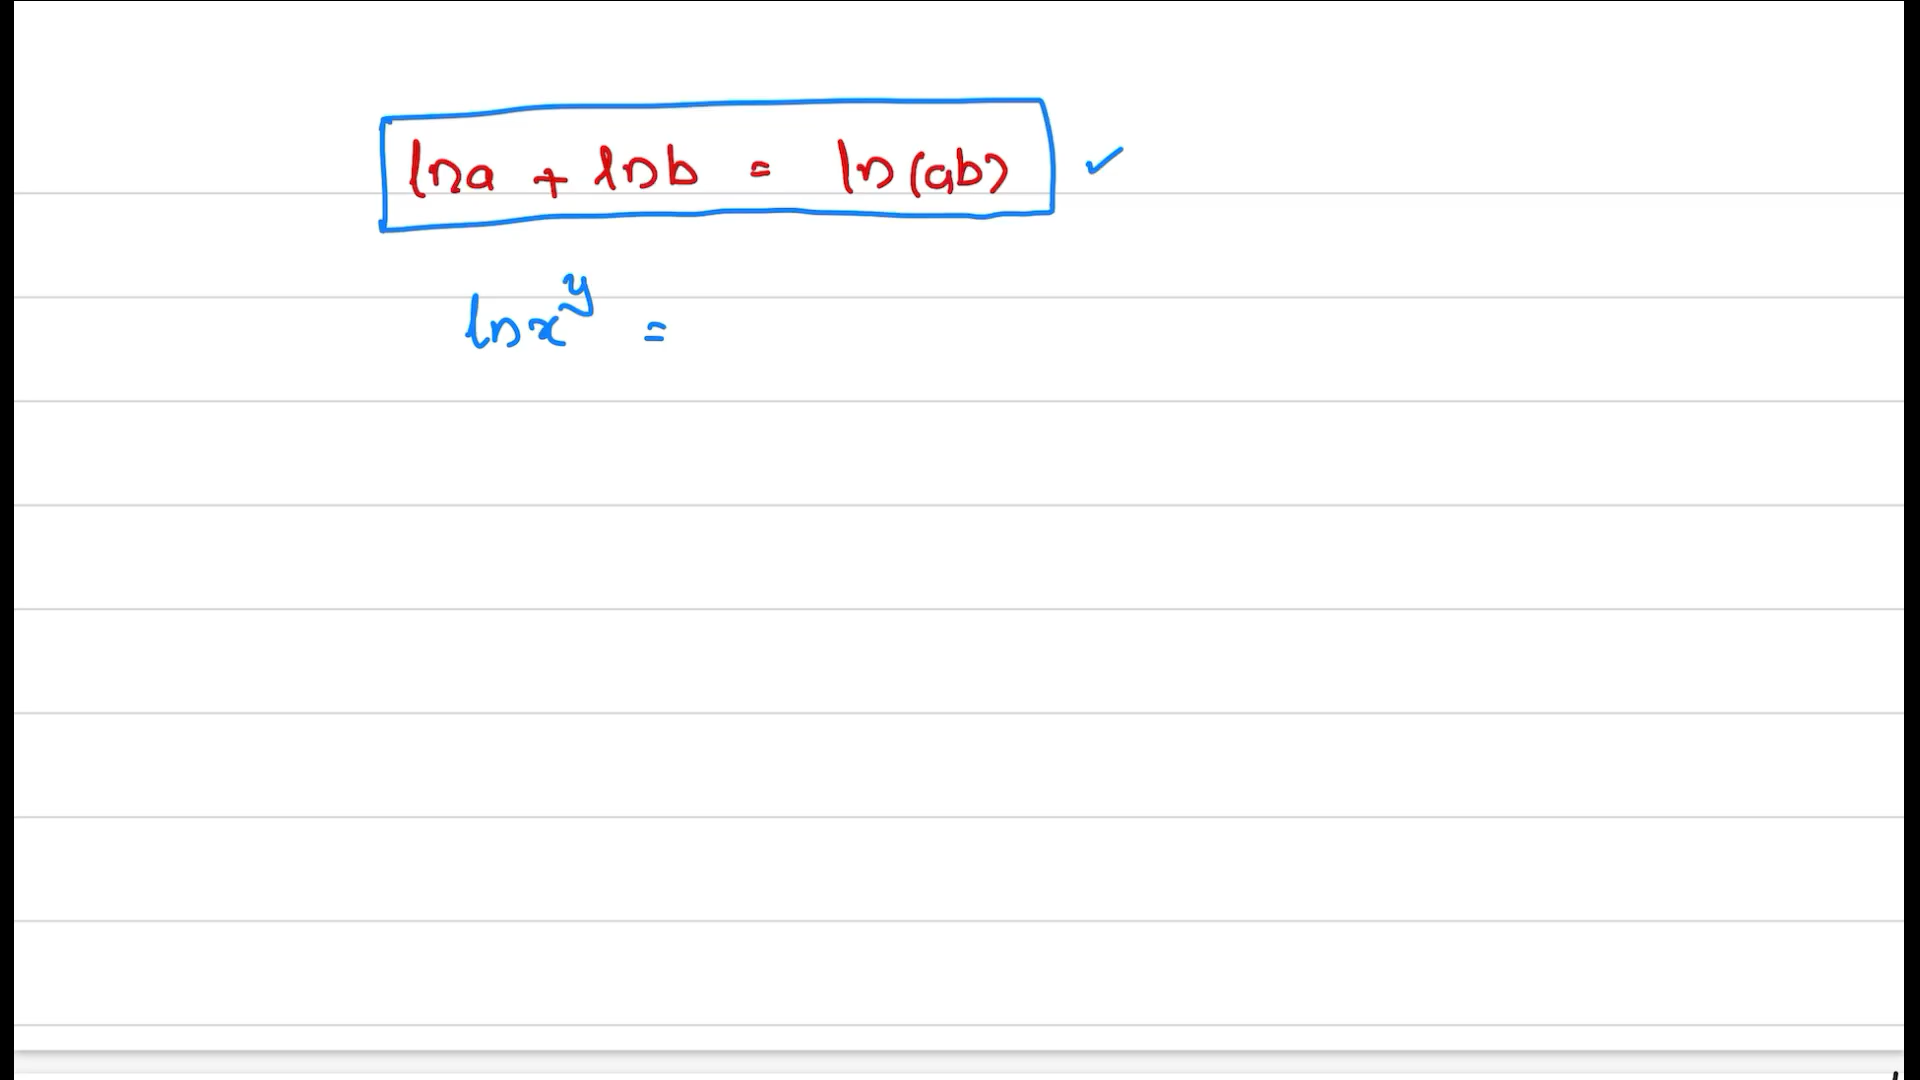 ln a + ln b = ln (ab) ✓
ln x^y =